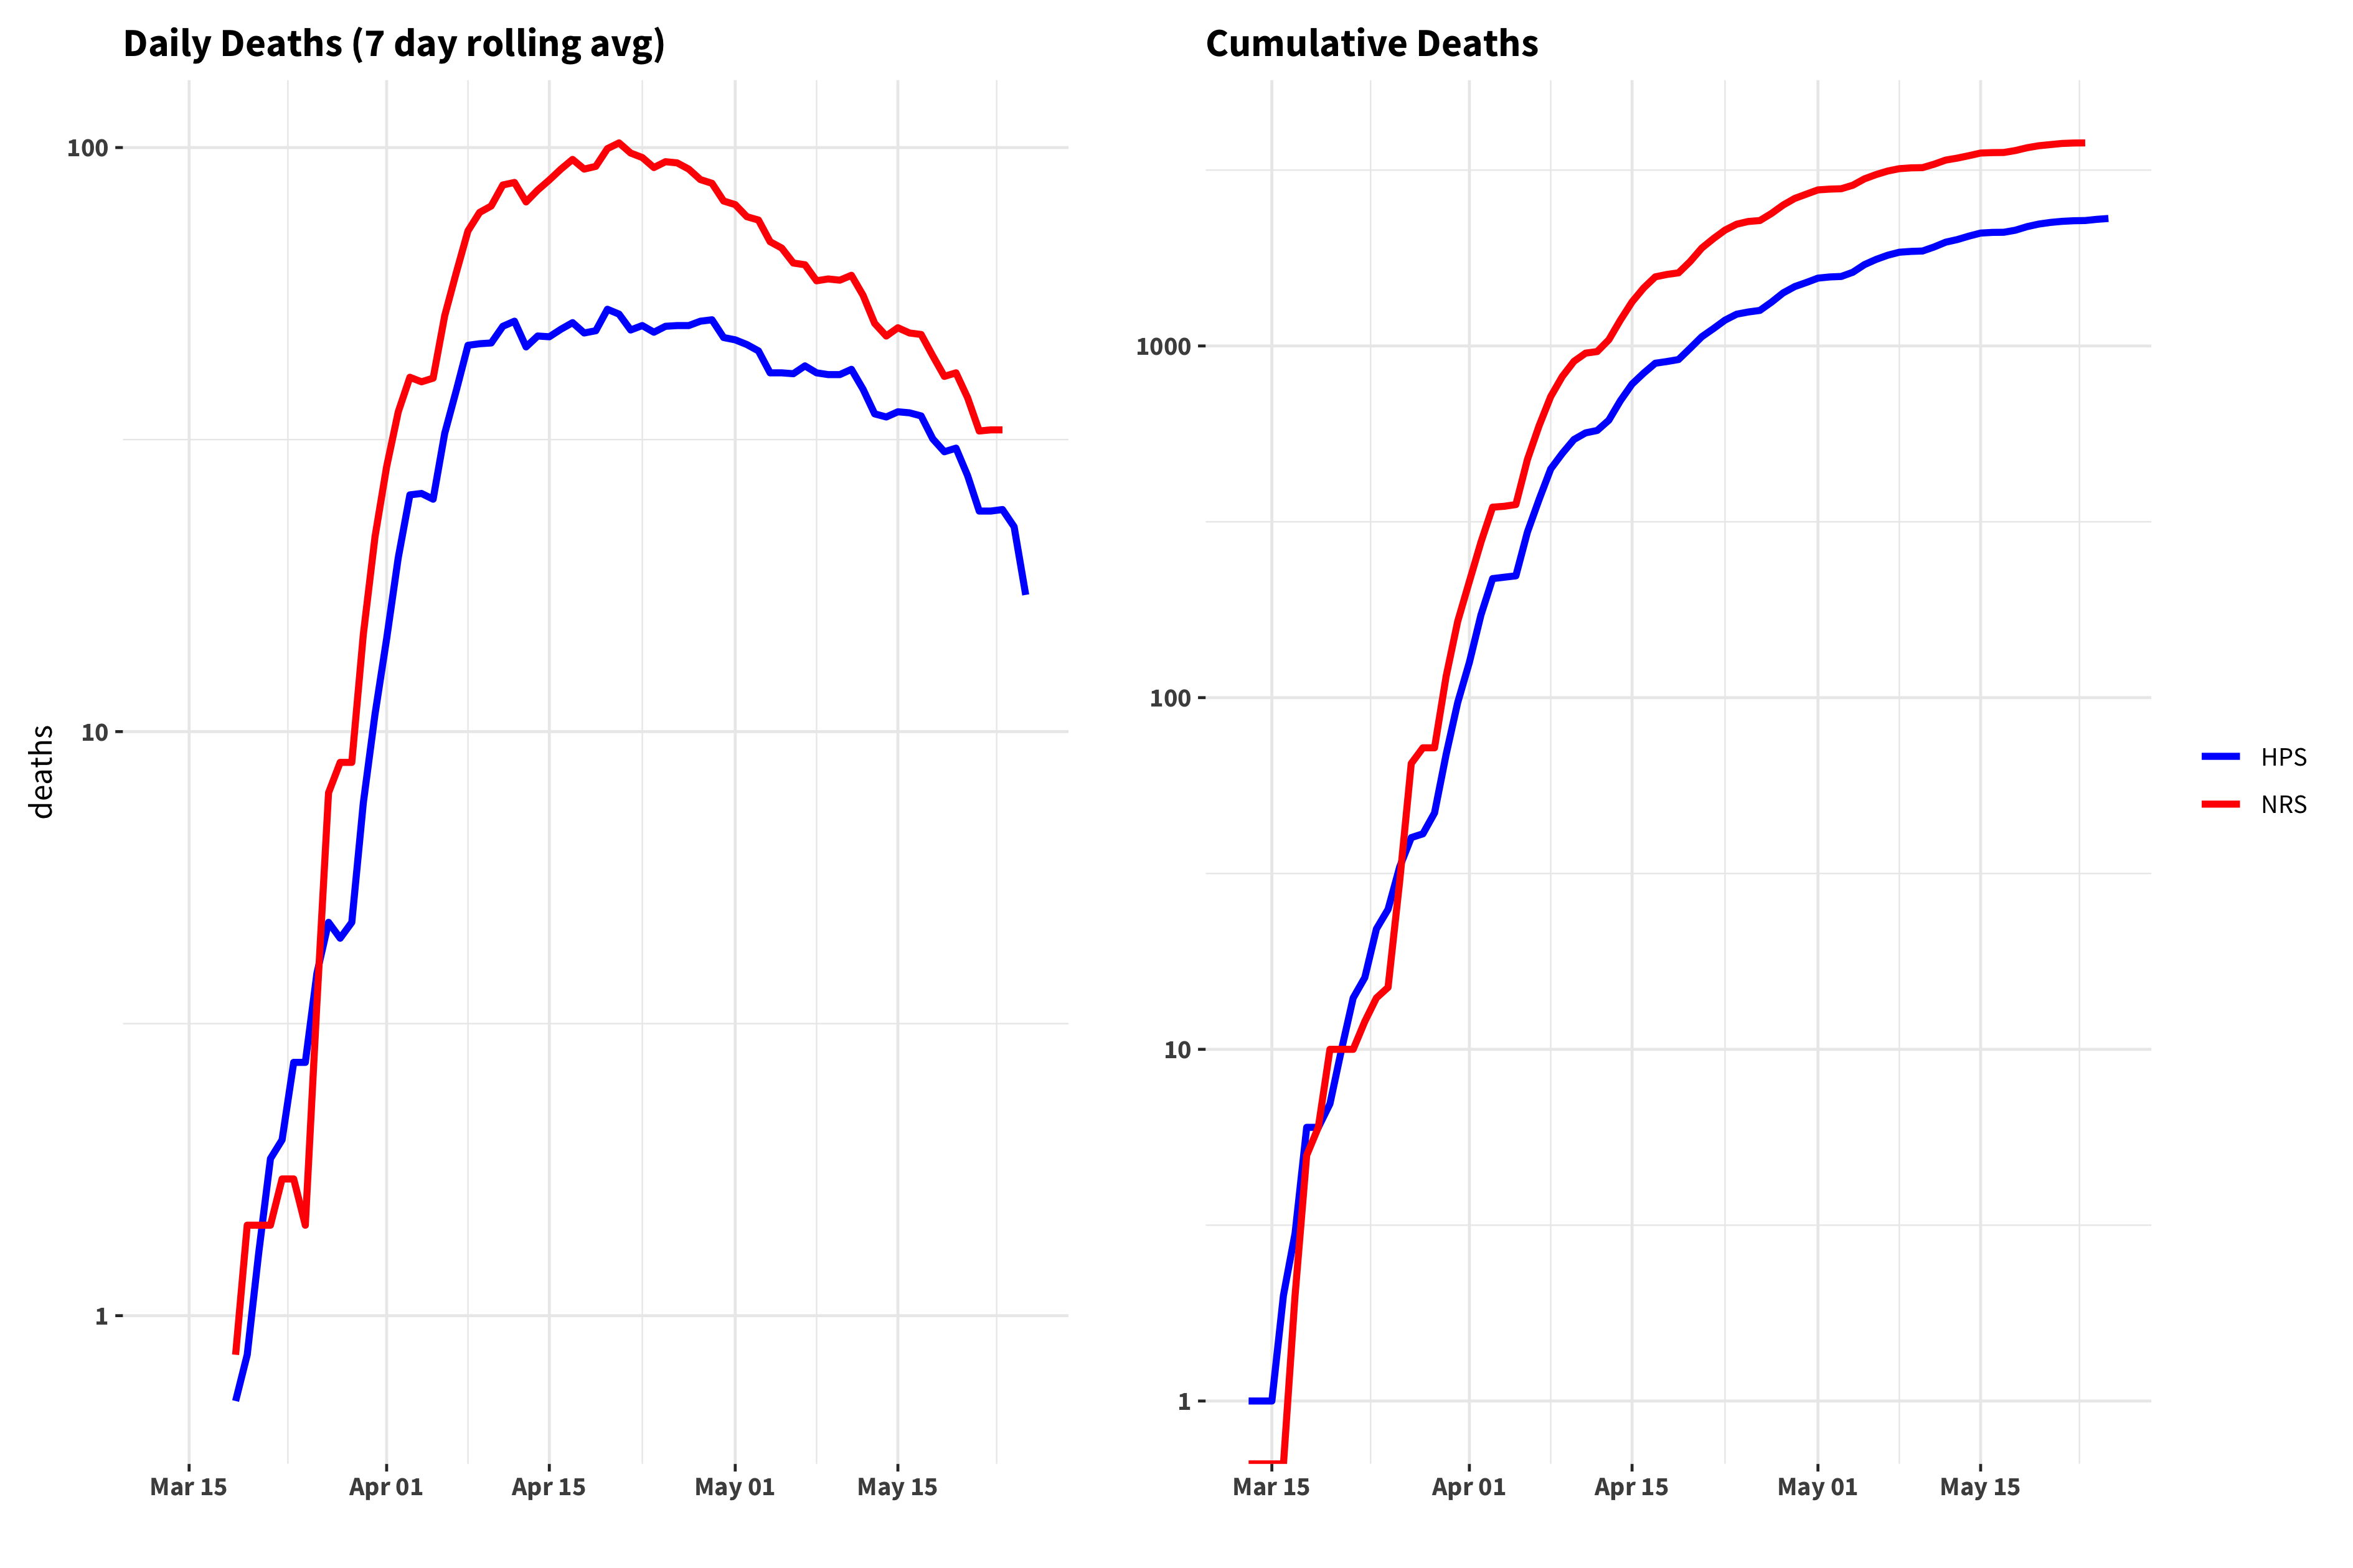 Daily Deaths (7 day rolling avg)
deaths
100
10
1
Mar 15 Apr 01 Apr 15 May 01 May 15
Cumulative Deaths
1000
100
10
1
Mar 15 Apr 01 Apr 15 May 01 May 15
HPS
NRS